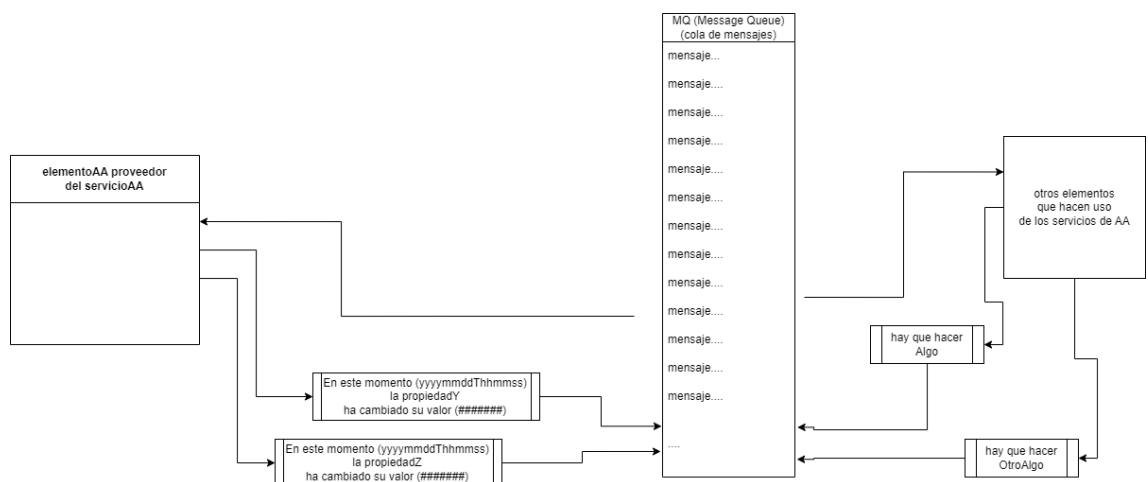 MQ (Message Queue)
(cola de mensajes)
mensaje...
mensaje....
mensaje....
mensaje....
mensaje....
mensaje....
mensaje....
mensaje....
mensaje....
mensaje....
mensaje....
mensaje....
mensaje....
....
elementoAA proveedor
del servicioAA
En este momento (yyyymmddThhmmss)
la propiedadY
ha cambiado su valor (#######)
En este momento (yyyymmddThhmmss)
la propiedadZ
ha cambiado su valor (#######)
otros elementos
que hacen uso
de los servicios de AA
hay que hacer
Algo
hay que hacer
OtroAlgo